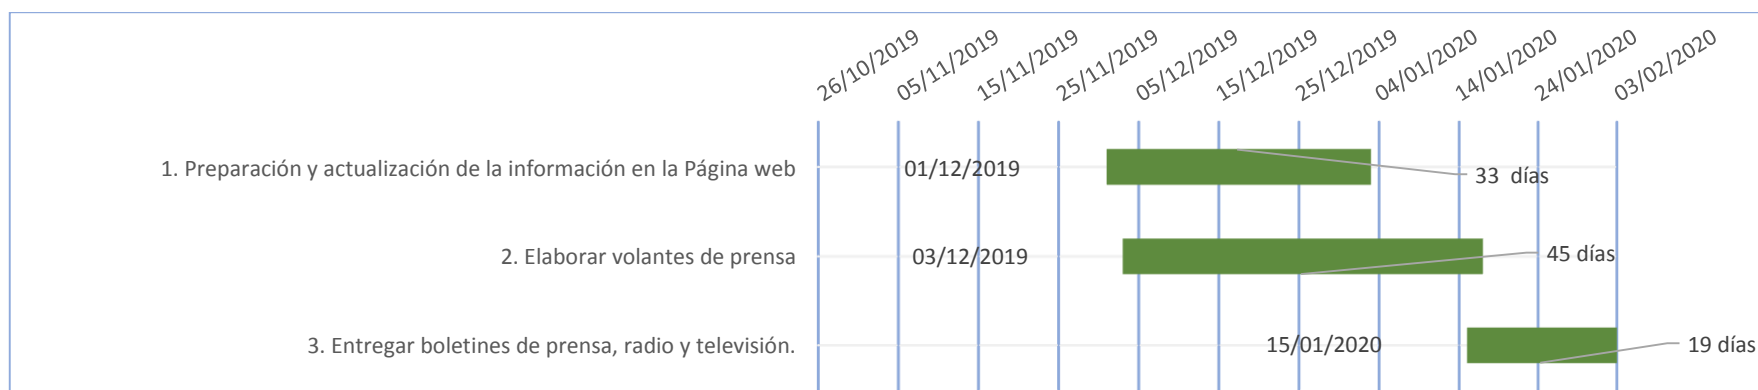 26/10/2019 05/11/2019 15/11/2019 25/11/2019 05/12/2019 15/12/2019 25/12/2019 04/01/2020 14/01/2020 24/01/2020 03/02/2020
1. Preparación y actualización de la información en la Página web 01/12/2019 33 días
2. Elaborar volantes de prensa 03/12/2019 45 días
3. Entregar boletines de prensa, radio y televisión. 15/01/2020 19 días